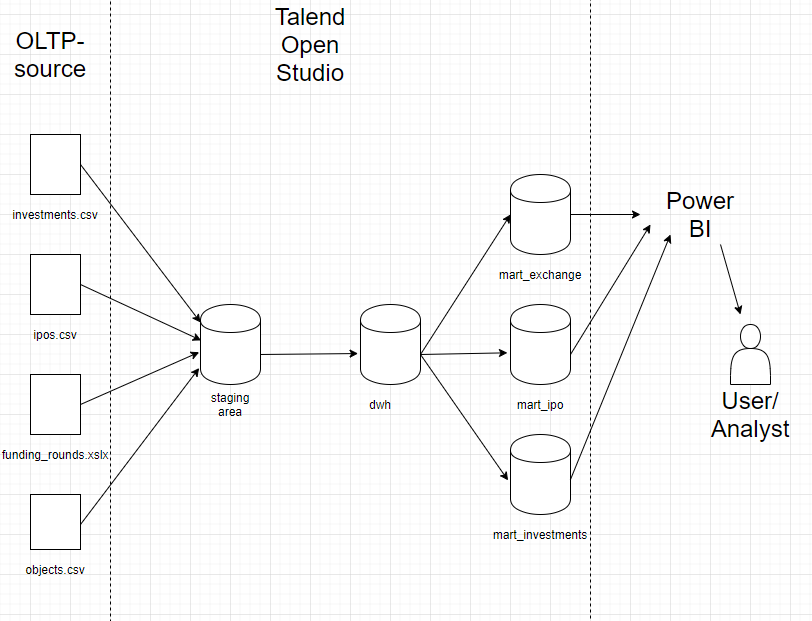 OLTP-
source
Talend
Open
Studio
investments.csv
ipos.csv
funding_rounds.xslx
objects.csv
staging
area
dwh
mart_exchange
mart_ipo
mart_investments
Power
BI
User/
Analyst